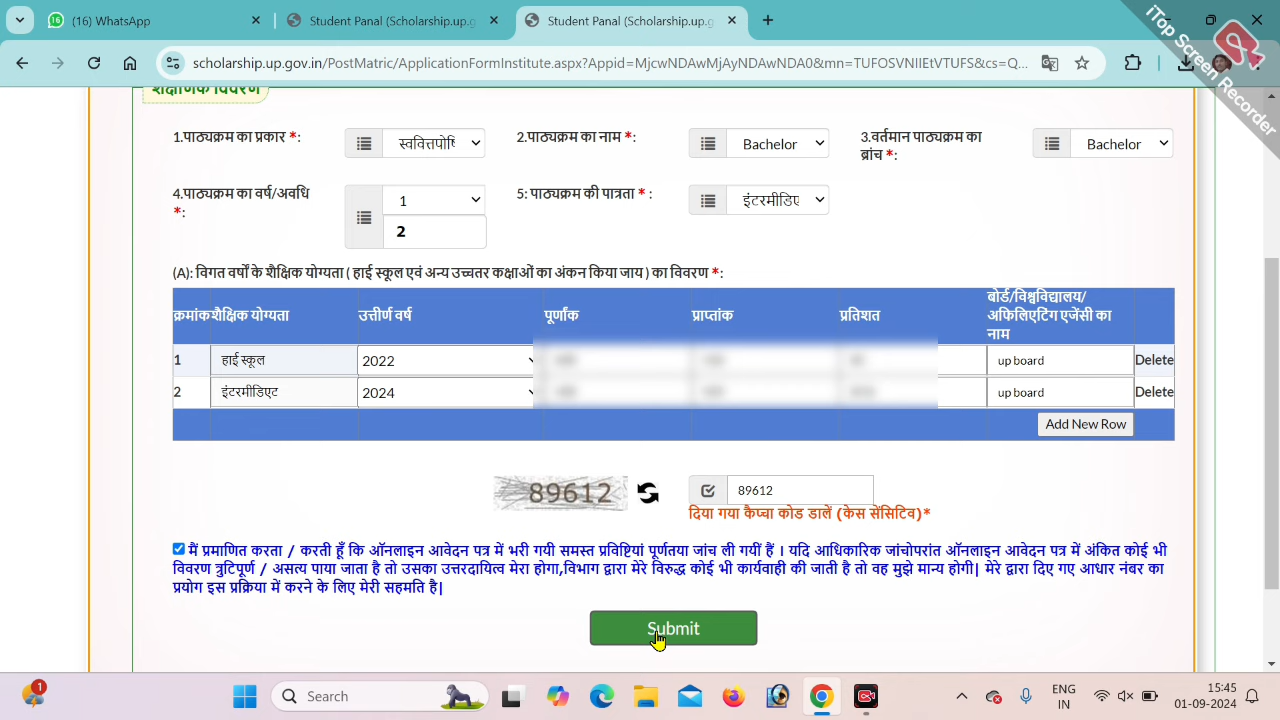 (16) WhatsApp
Student Panal (Scholarship.up.g
Student Panal (Scholarship.up.g
iTop Screen Recorder
scholarship.up.gov.in/PostMatric/ApplicationFormInstitute.aspx?Appid=MjcwNDAwMjAyNDAwNDA0&mn=TUFOSVNIIEtVTUFS&cs=Q...
शैक्षणिक विवरण
1.पाठ्यक्रम का प्रकार *:
स्ववित्तपोषि
2.पाठ्यक्रम का नाम *:
Bachelor
3.वर्तमान पाठ्यक्रम का
ब्रांच *:
Bachelor
4.पाठ्यक्रम का वर्ष/अवधि
*:
1
2
5: पाठ्यक्रम की पात्रता * :
इंटरमीडिए
(A): विगत वर्षों के शैक्षिक योग्यता ( हाई स्कूल एवं अन्य उच्चतर कक्षाओं का अंकन किया जाय ) का विवरण *:
क्रमांक शैक्षिक योग्यता उत्तीर्ण वर्ष पूर्णांक प्राप्तांक प्रतिशत
बोर्ड/विश्वविद्यालय/
अफिलिएटिंग एजेंसी का
नाम
1 हाई स्कूल 2022 up board Delete
2 इंटरमीडिएट 2024 up board Delete
Add New Row
89612
89612
दिया गया कैप्चा कोड डालें (केस सेंसिटिव)*
मैं प्रमाणित करता / करती हूँ कि ऑनलाइन आवेदन पत्र में भरी गयी समस्त प्रविष्टियां पूर्णतया जांच ली गयीं हैं । यदि आधिकारिक जांचोपरांत ऑनलाइन आवेदन पत्र में अंकित कोई भी
विवरण त्रुटिपूर्ण / असत्य पाया जाता है तो उसका उत्तरदायित्व मेरा होगा,विभाग द्वारा मेरे विरुद्ध कोई भी कार्यवाही की जाती है तो वह मुझे मान्य होगी| मेरे द्वारा दिए गए आधार नंबर का
प्रयोग इस प्रक्रिया में करने के लिए मेरी सहमति है|
Submit
1
Search
ENG
IN
15:45
01-09-2024